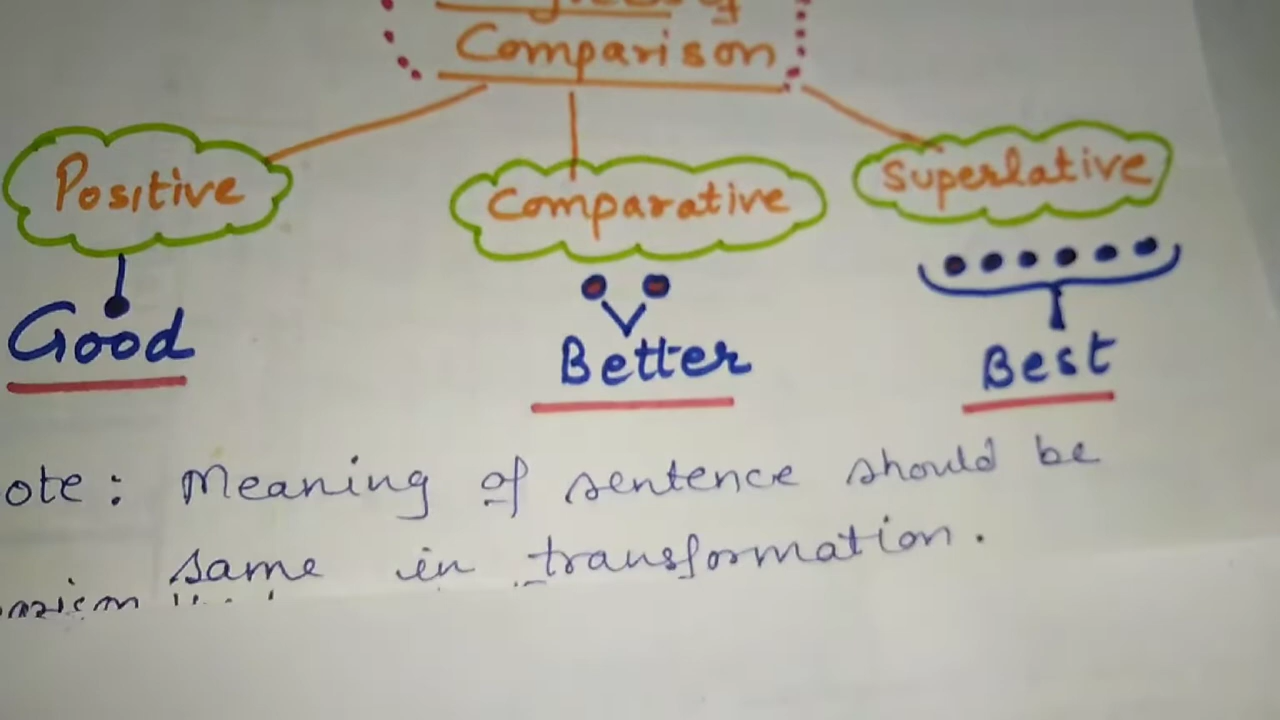 Comparison
Positive
Comparative
Superlative
Good
Better
Best
ote: Meaning of sentence should be
same in transformation.